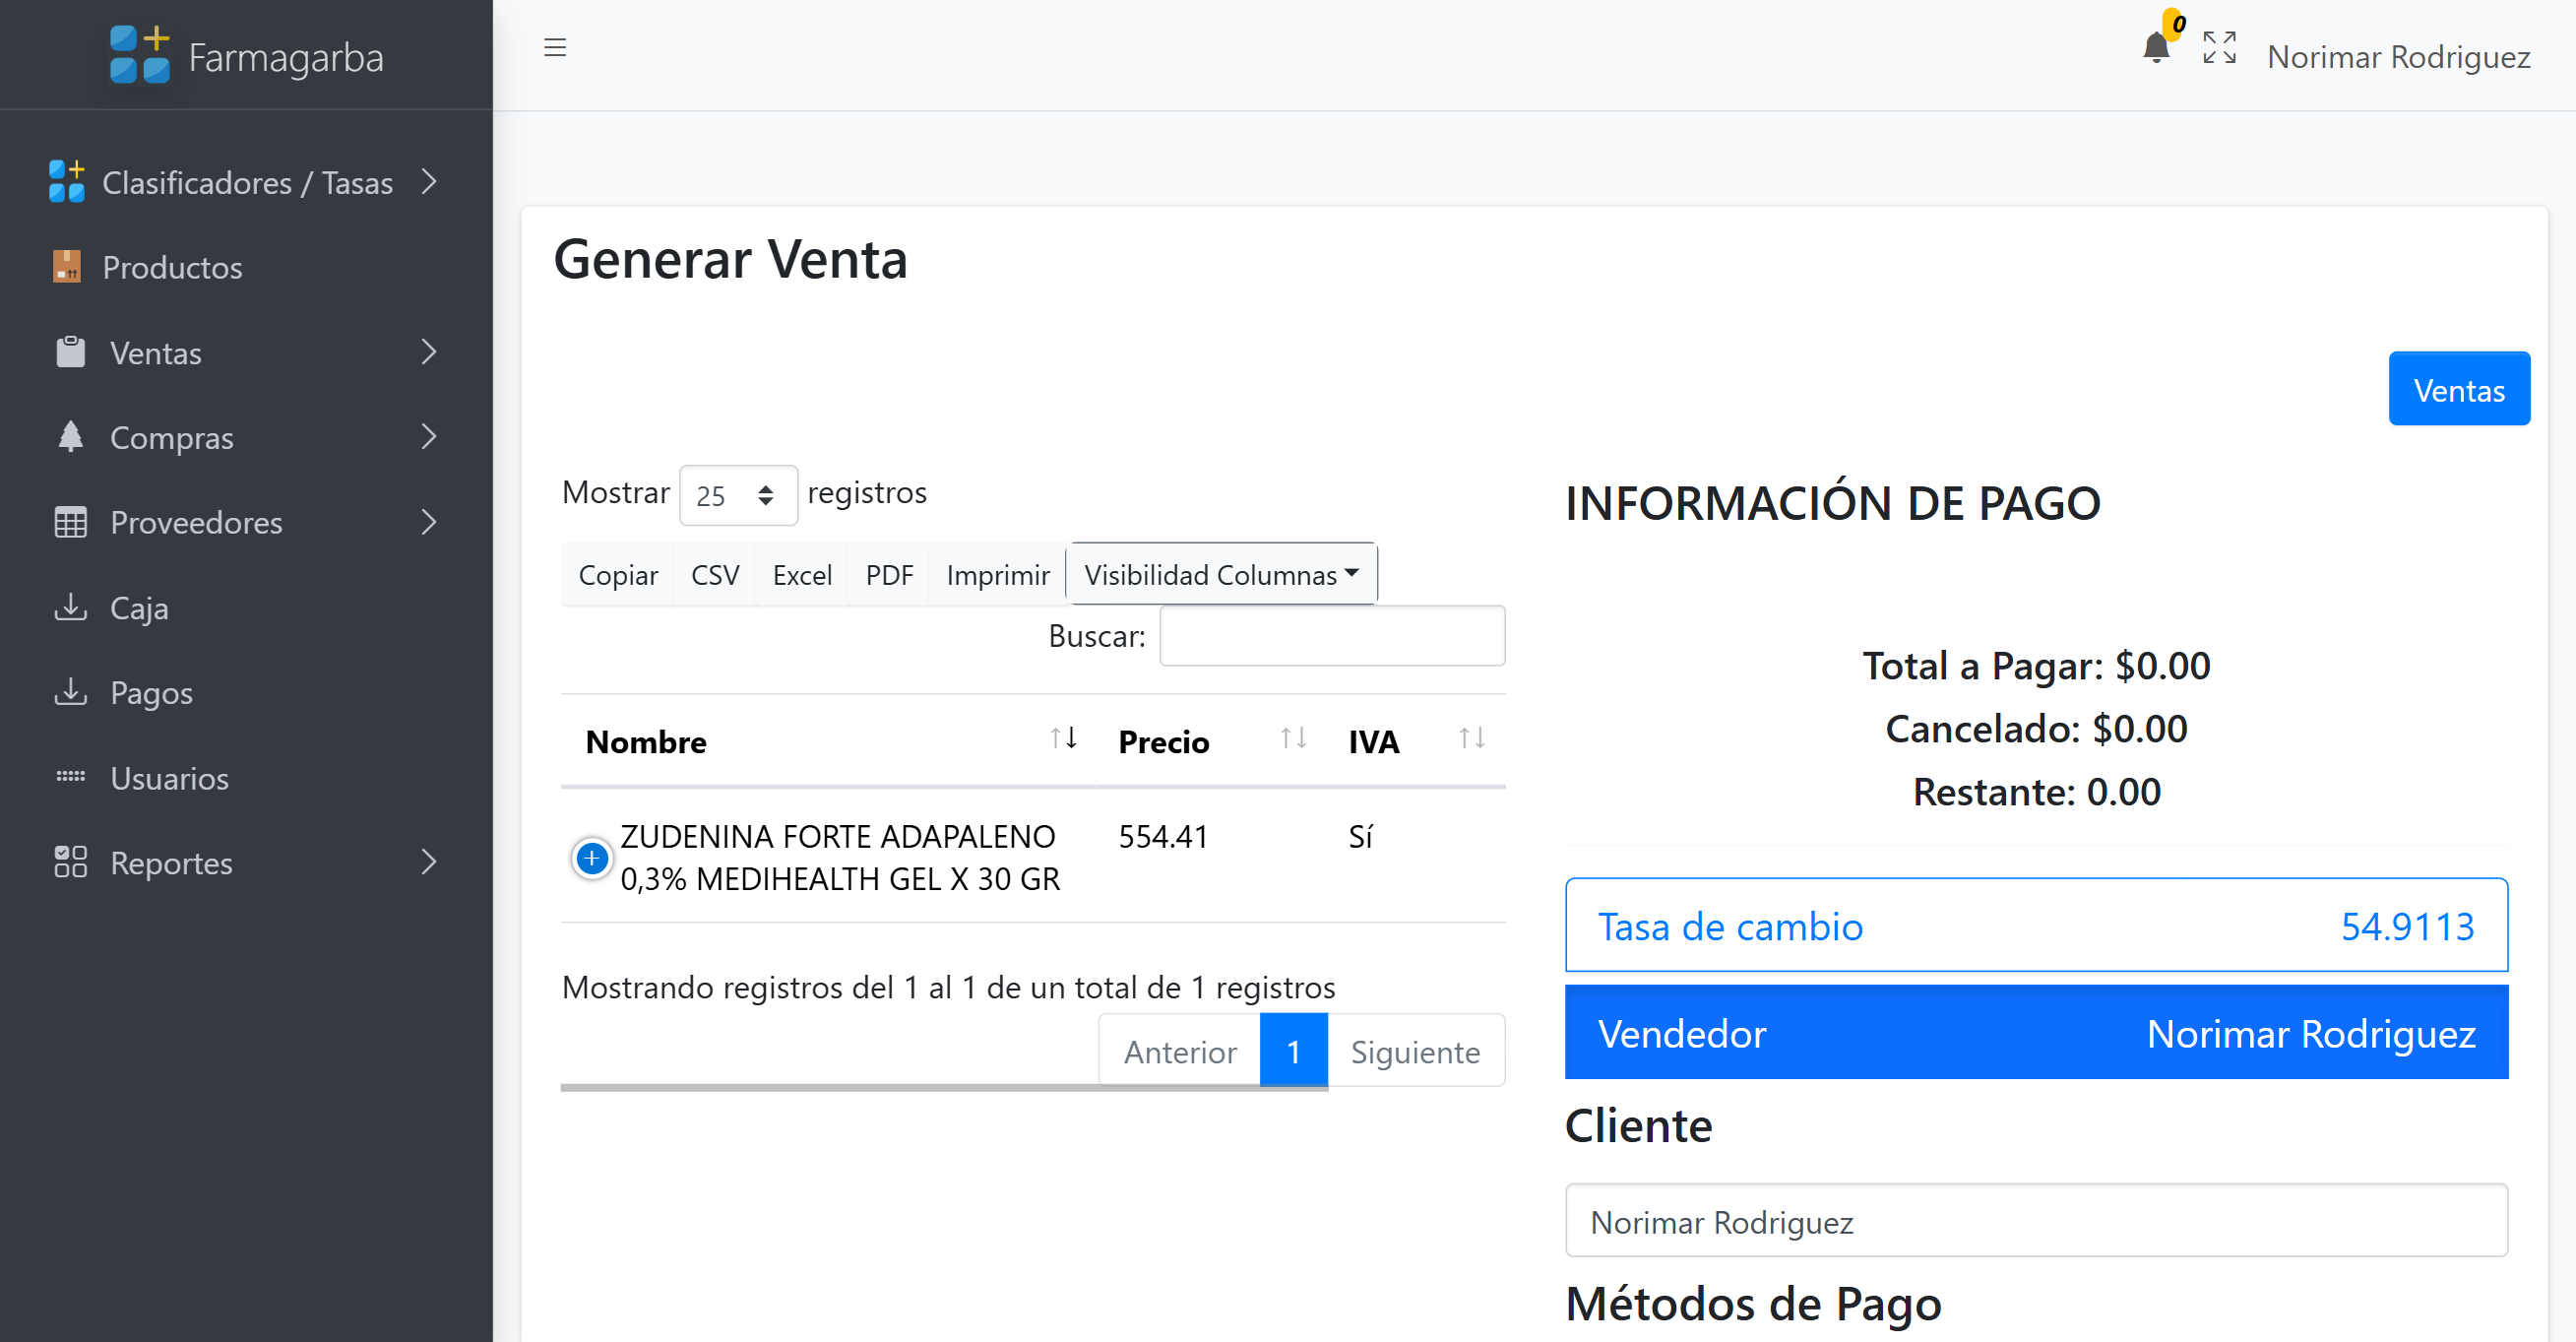 Farmagarba
Clasificadores / Tasas
Productos
Ventas
Compras
Proveedores
Caja
Pagos
Usuarios
Reportes
0
Norimar Rodriguez
Generar Venta
Ventas
Mostrar 25 registros
Copiar CSV Excel PDF Imprimir Visibilidad Columnas
Buscar:
Nombre Precio IVA
ZUDENINA FORTE ADAPALENO 554.41 Sí
0,3% MEDIHEALTH GEL X 30 GR
Mostrando registros del 1 al 1 de un total de 1 registros
Anterior 1 Siguiente
INFORMACIÓN DE PAGO
Total a Pagar: $0.00
Cancelado: $0.00
Restante: 0.00
Tasa de cambio 54.9113
Vendedor Norimar Rodriguez
Cliente
Norimar Rodriguez
Métodos de Pago